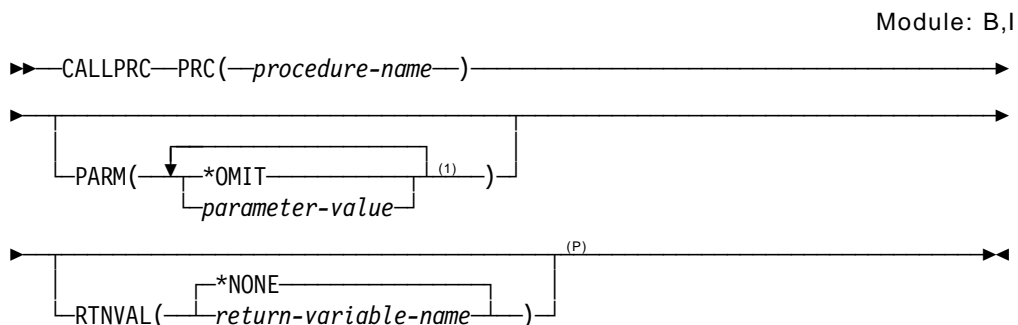 Module: B,I
CALLPRC PRC( procedure-name )
PARM( *OMIT (1) )
parameter-value
(P)
*NONE
RTNVAL( return-variable-name )